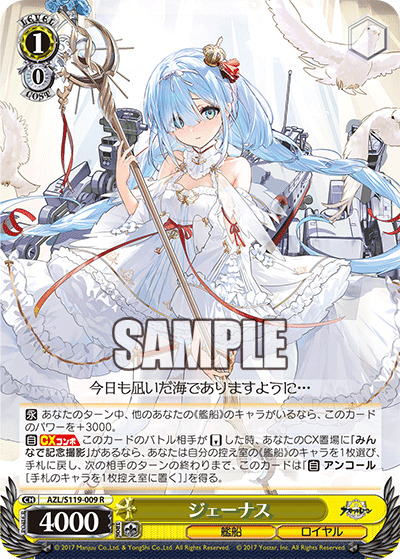 LEVEL
1
0
COST
SAMPLE
今日も凪いだ海でありますように…
永 あなたのターン中、他のあなたの《艦船》のキャラがいるなら、このカード
のパワーを+3000。
自 CXコンボ このカードのバトル相手が【】した時、あなたのCX置場に「みん
なで記念撮影」があるなら、あなたは自分の控え室の《艦船》のキャラを1枚選び、
手札に戻し、次の相手のターンの終わりまで、このカードは『自 アンコール
［手札のキャラを1枚控え室に置く］』を得る。
CH AZL/S119-009 R
ジェーナス
4000
艦船
ロイヤル
© 2017 Manjuu Co.,Ltd. & YongShi Co.,Ltd. All Rights Reserved. © 2017 Yostar, Inc. All Rights Reserved.